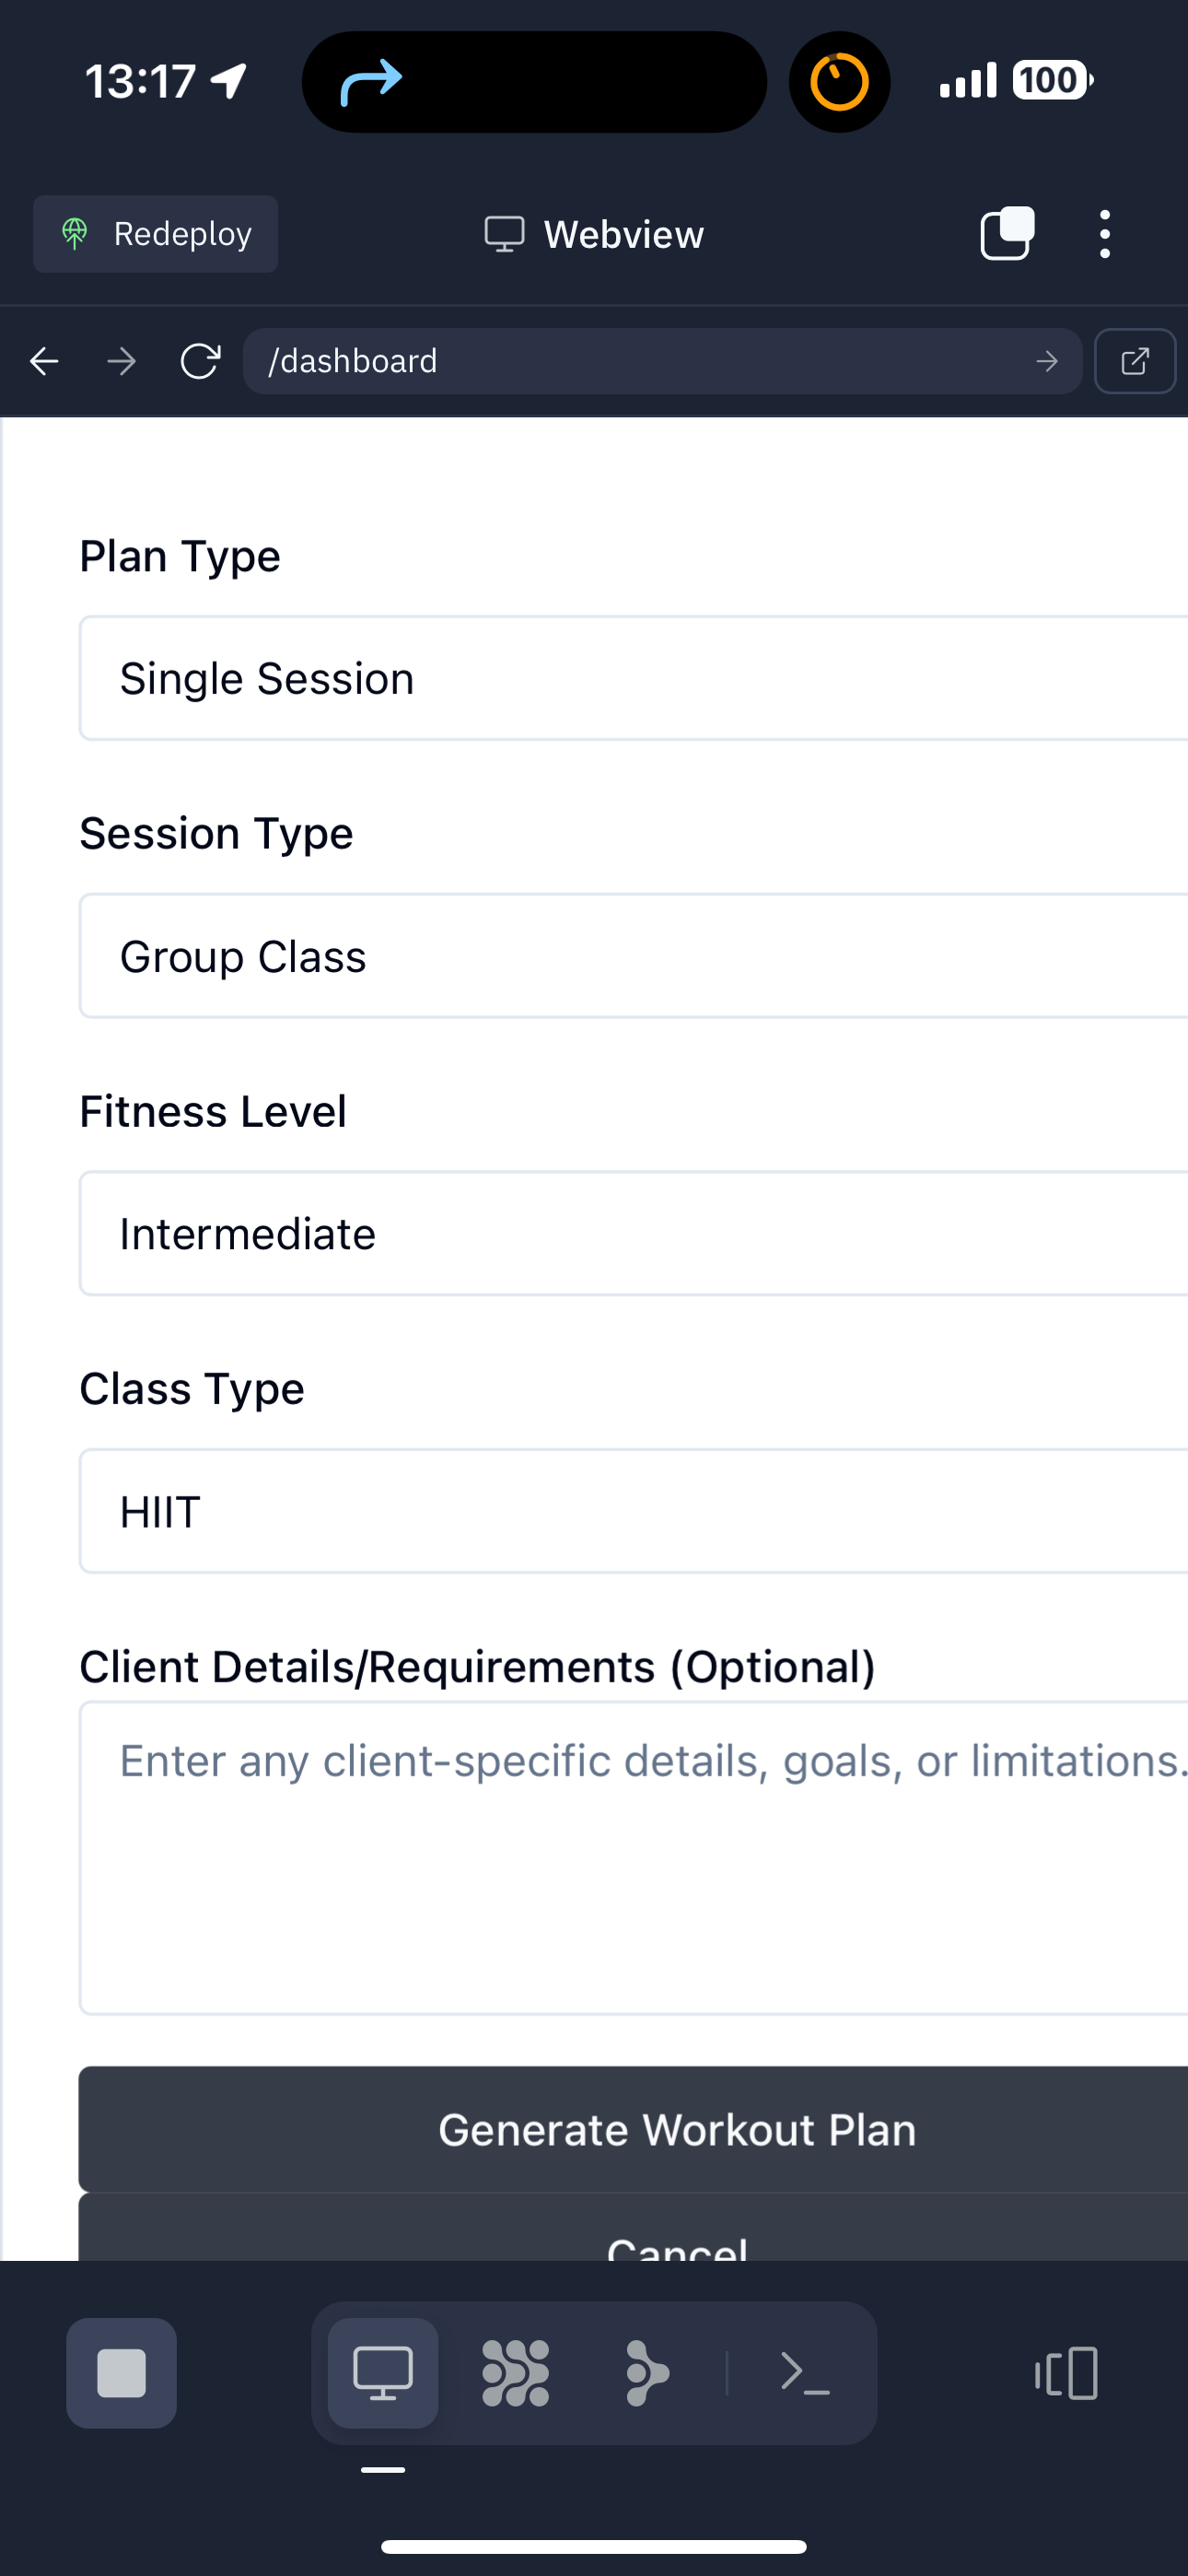 13:17
100
Redeploy
Webview
/dashboard
Plan Type
Single Session
Session Type
Group Class
Fitness Level
Intermediate
Class Type
HIIT
Client Details/Requirements (Optional)
Enter any client-specific details, goals, or limitations.
Generate Workout Plan
Cancel